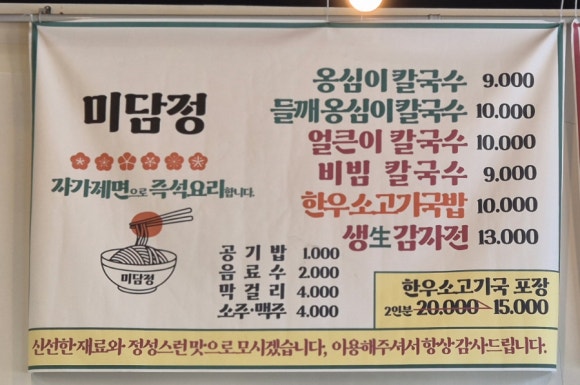 미담정
자가제면으로 즉석요리합니다.
미담정
옹심이 칼국수 9.000
들깨옹심이칼국수 10.000
얼큰이 칼국수 10.000
비빔 칼국수 9.000
한우소고기국밥 10.000
생生감자전 13.000
공기밥 1.000
음료수 2.000
막걸리 4.000
소주·맥주 4.000
한우소고기국 포장
2인분 20.000 15.000
신선한 재료와 정성스런 맛으로 모시겠습니다, 이용해주셔서 항상 감사드립니다.